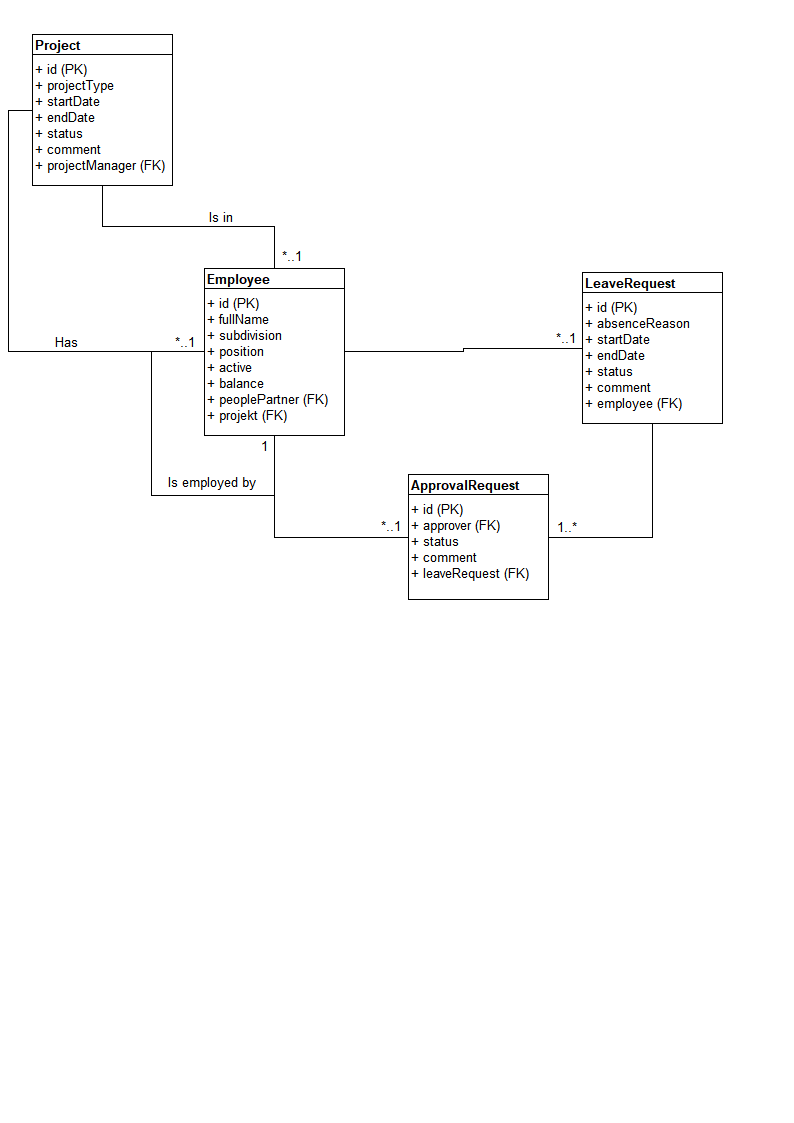 Project
+ id (PK)
+ projectType
+ startDate
+ endDate
+ status
+ comment
+ projectManager (FK)
Is in
*..1
Employee
+ id (PK)
+ fullName
+ subdivision
+ position
+ active
+ balance
+ peoplePartner (FK)
+ projekt (FK)
Has
*..1
1
Is employed by
*..1
LeaveRequest
+ id (PK)
+ absenceReason
+ startDate
+ endDate
+ status
+ comment
+ employee (FK)
*..1
ApprovalRequest
+ id (PK)
+ approver (FK)
+ status
+ comment
+ leaveRequest (FK)
1..*